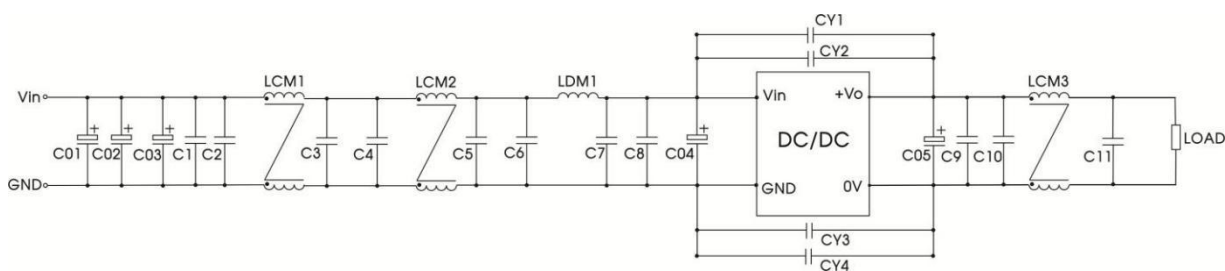 CY1
CY2
LCM1
LCM2
LDM1
LCM3
Vin
Vin
+Vo
+
+
+
+
+
C01
C02
C03
C1
C2
C3
C4
C5
C6
C7
C8
C04
DC/DC
C05
C9
C10
C11
LOAD
GND
GND
0V
CY3
CY4